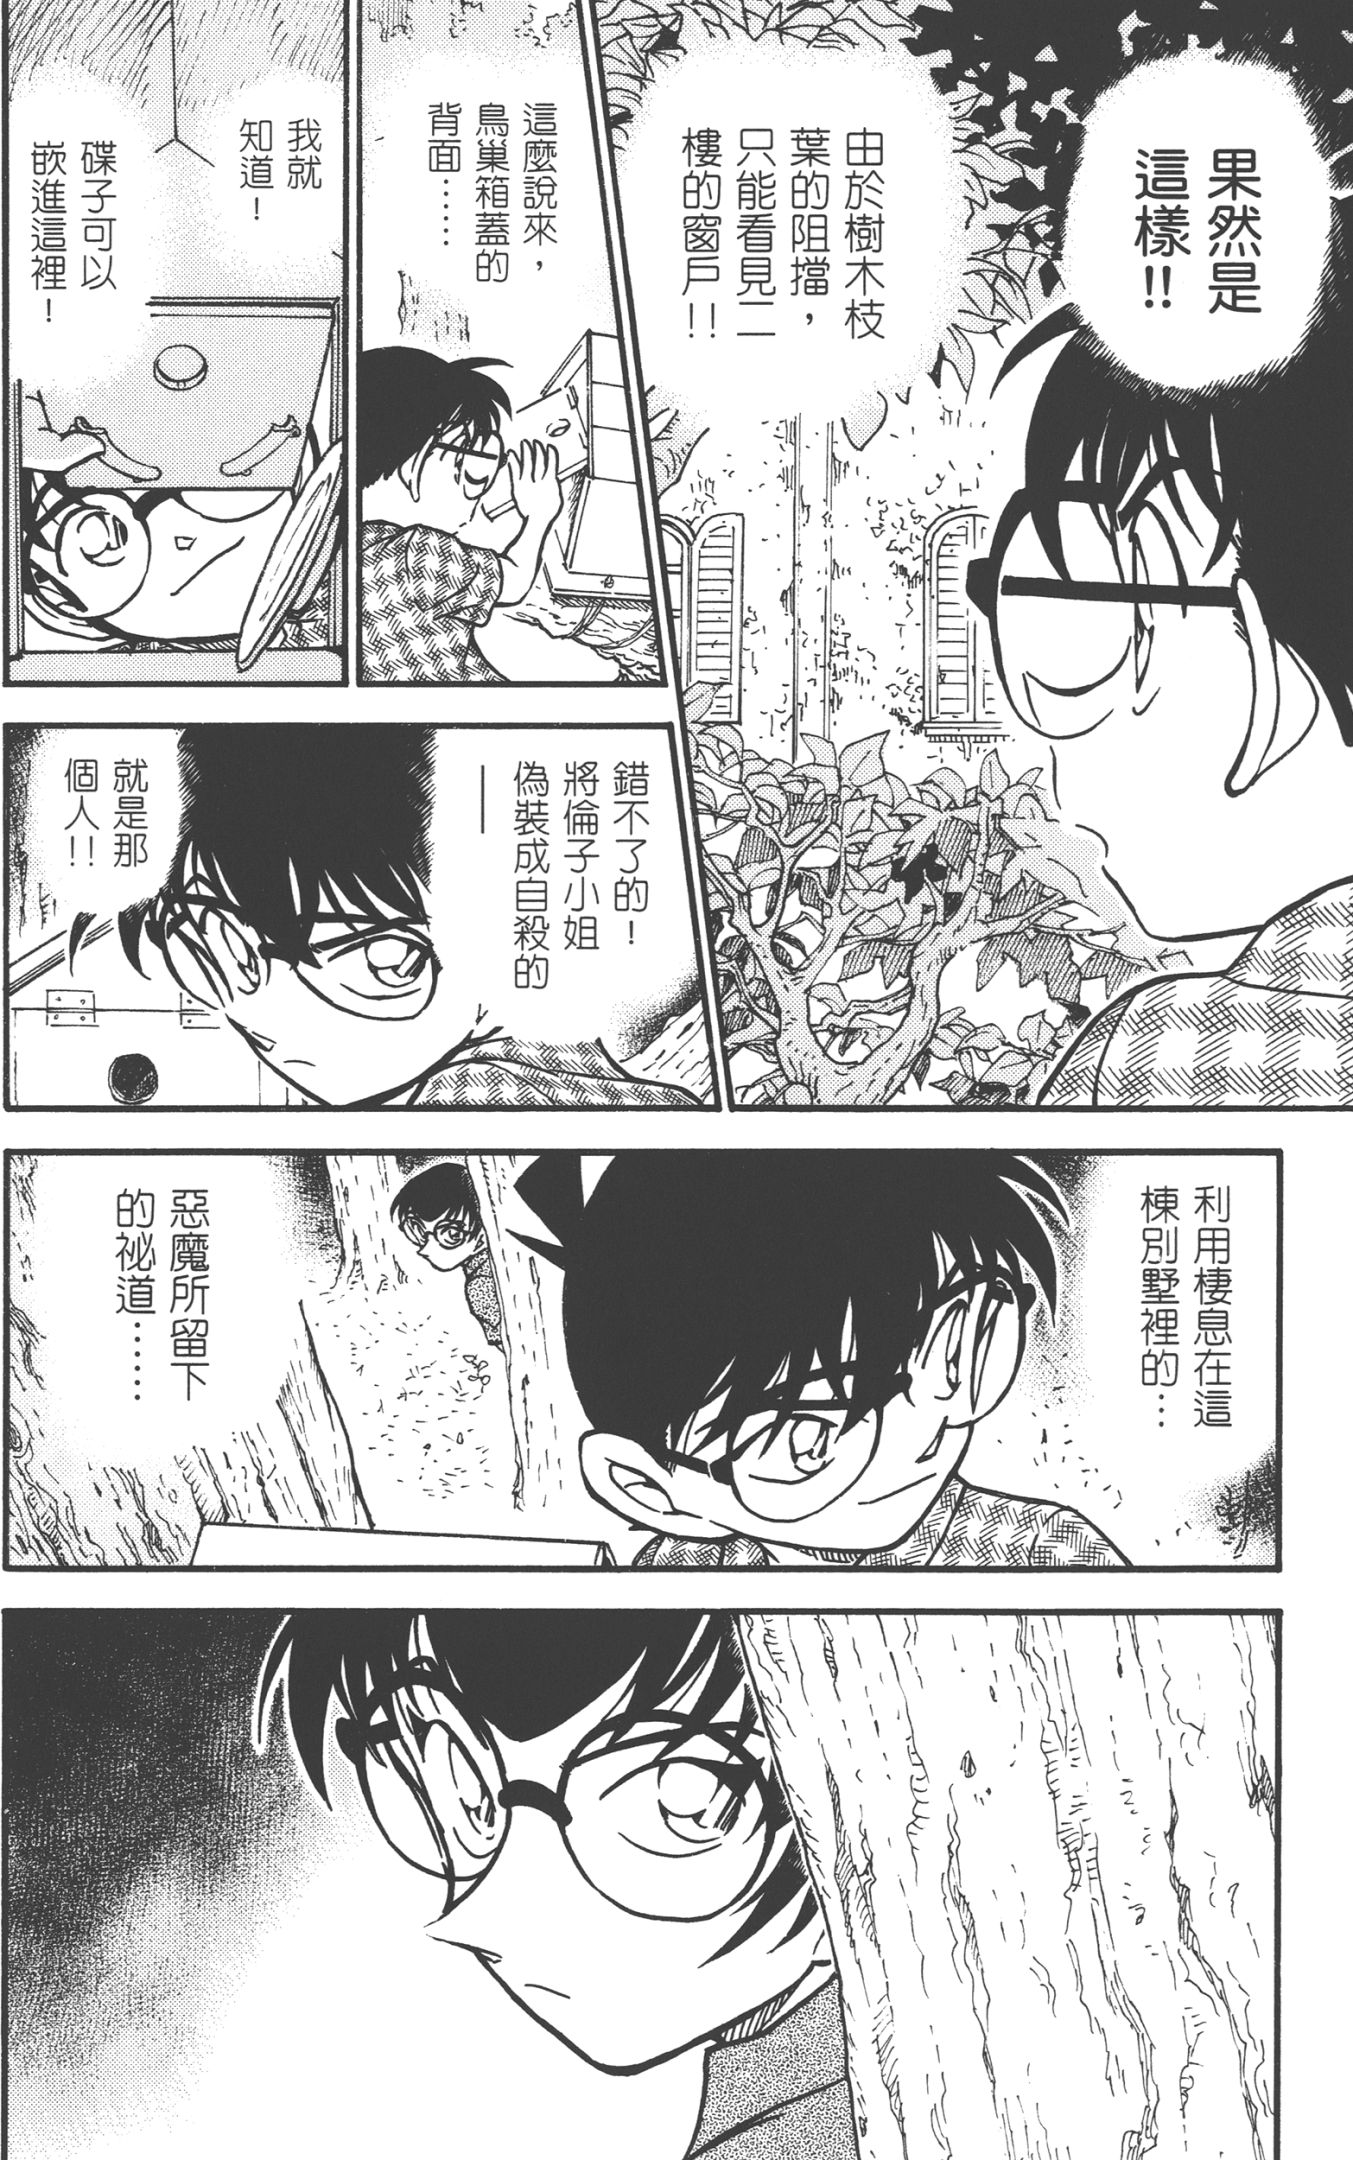 果然是
這樣!!
由於樹木枝
葉的阻擋，
只能看見二
樓的窗戶!!
這麼說來，
鳥巢箱蓋的
背面……
我就
知道！
碟子可以
嵌進這裡！
錯不了的！
將倫子小姐
偽裝成自殺的
——
就是那
個人!!
利用棲息在這
棟別墅裡的…
惡魔所留下
的祕道……